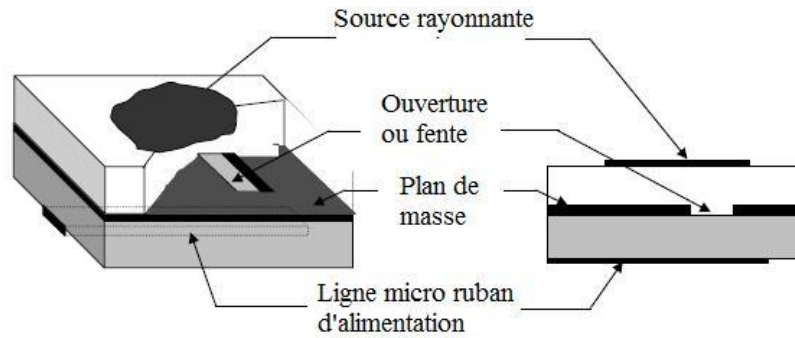 Source rayonnante
Ouverture
ou fente
Plan de
masse
Ligne micro ruban
d'alimentation